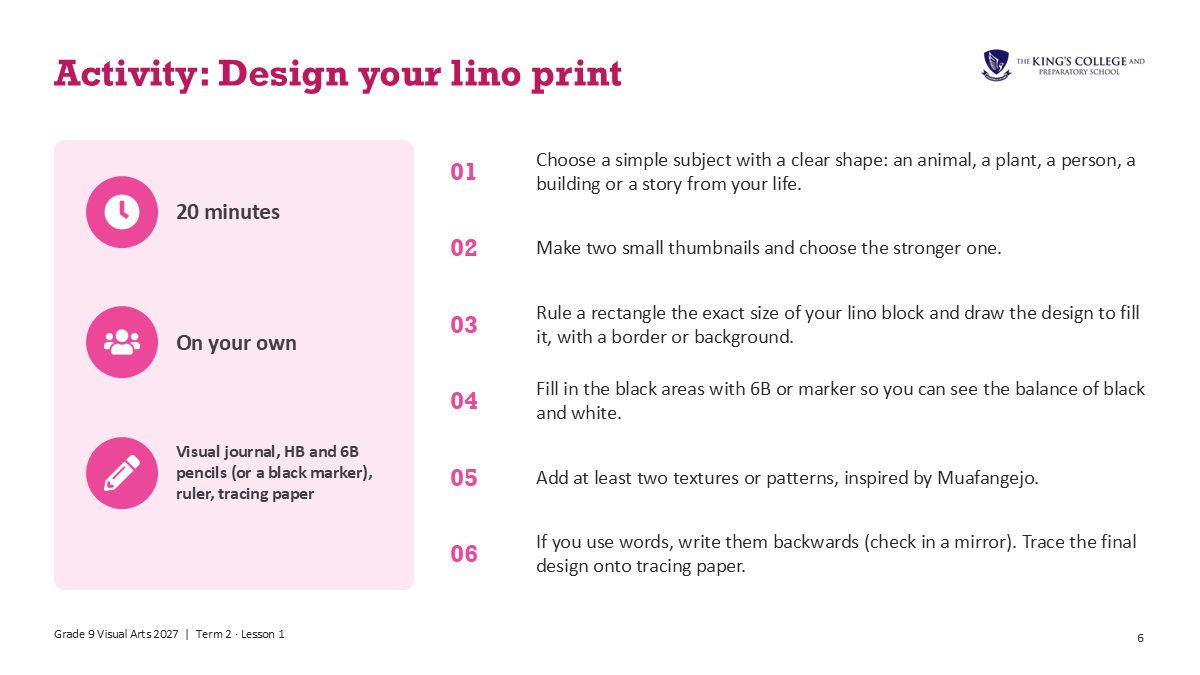 Activity: Design your lino print
THE KING'S COLLEGE AND
PREPARATORY SCHOOL
20 minutes
On your own
Visual journal, HB and 6B
pencils (or a black marker),
ruler, tracing paper
01
Choose a simple subject with a clear shape: an animal, a plant, a person, a
building or a story from your life.
02
Make two small thumbnails and choose the stronger one.
03
Rule a rectangle the exact size of your lino block and draw the design to fill
it, with a border or background.
04
Fill in the black areas with 6B or marker so you can see the balance of black
and white.
05
Add at least two textures or patterns, inspired by Muafangejo.
06
If you use words, write them backwards (check in a mirror). Trace the final
design onto tracing paper.
Grade 9 Visual Arts 2027 | Term 2 · Lesson 1
6